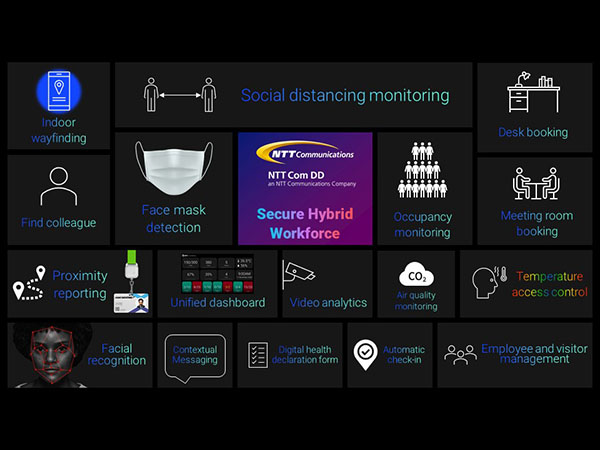 Indoor
wayfinding
Social distancing monitoring
Desk booking
Find colleague
Face mask
detection
NTT Communications
NTT Com DD
an NTT Communications Company
Secure Hybrid
Workforce
Occupancy
monitoring
Meeting room
booking
Proximity
reporting
Unified dashboard
Video analytics
CO2
Air quality
monitoring
Temperature
access control
Facial
recognition
Contextual
Messaging
Digital health
declaration form
Automatic
check-in
Employee and visitor
management